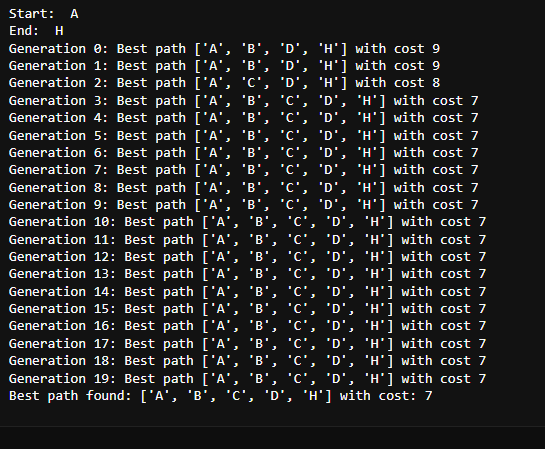 Start:  A
End:  H
Generation 0: Best path ['A', 'B', 'D', 'H'] with cost 9
Generation 1: Best path ['A', 'B', 'D', 'H'] with cost 9
Generation 2: Best path ['A', 'C', 'D', 'H'] with cost 8
Generation 3: Best path ['A', 'B', 'C', 'D', 'H'] with cost 7
Generation 4: Best path ['A', 'B', 'C', 'D', 'H'] with cost 7
Generation 5: Best path ['A', 'B', 'C', 'D', 'H'] with cost 7
Generation 6: Best path ['A', 'B', 'C', 'D', 'H'] with cost 7
Generation 7: Best path ['A', 'B', 'C', 'D', 'H'] with cost 7
Generation 8: Best path ['A', 'B', 'C', 'D', 'H'] with cost 7
Generation 9: Best path ['A', 'B', 'C', 'D', 'H'] with cost 7
Generation 10: Best path ['A', 'B', 'C', 'D', 'H'] with cost 7
Generation 11: Best path ['A', 'B', 'C', 'D', 'H'] with cost 7
Generation 12: Best path ['A', 'B', 'C', 'D', 'H'] with cost 7
Generation 13: Best path ['A', 'B', 'C', 'D', 'H'] with cost 7
Generation 14: Best path ['A', 'B', 'C', 'D', 'H'] with cost 7
Generation 15: Best path ['A', 'B', 'C', 'D', 'H'] with cost 7
Generation 16: Best path ['A', 'B', 'C', 'D', 'H'] with cost 7
Generation 17: Best path ['A', 'B', 'C', 'D', 'H'] with cost 7
Generation 18: Best path ['A', 'B', 'C', 'D', 'H'] with cost 7
Generation 19: Best path ['A', 'B', 'C', 'D', 'H'] with cost 7
Best path found: ['A', 'B', 'C', 'D', 'H'] with cost: 7